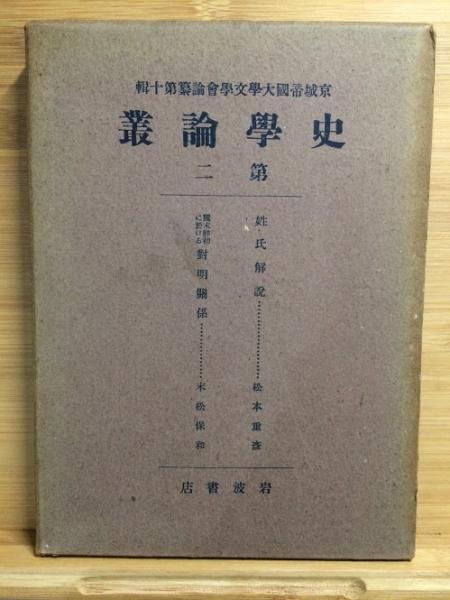 京城帝國大學文學會論纂第十輯
史學論叢
第二
姓・氏解說…………………松本重彥
麗末鮮初に於ける對明關係………………末松保和
岩波書店